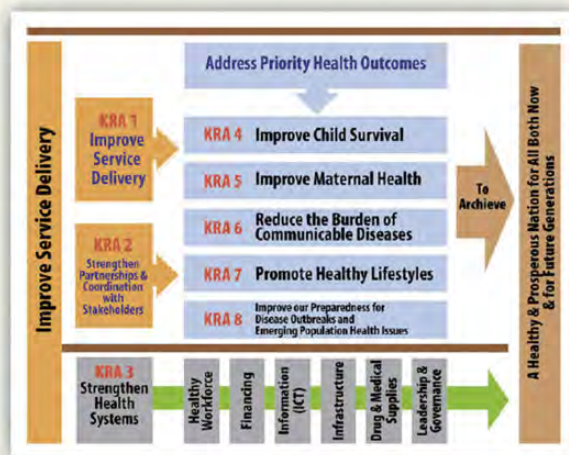 Improve Service Delivery
Address Priority Health Outcomes
KRA 1
Improve
Service
Delivery
KRA 2
Strengthen
Partnerships &
Coordination
with
Stakeholders
KRA 4 Improve Child Survival
KRA 5 Improve Maternal Health
KRA 6 Reduce the Burden of
Communicable Diseases
KRA 7 Promote Healthy Lifestyles
KRA 8 Improve our Preparedness for
Disease Outbreaks and
Emerging Population Health Issues
To
Archieve
A Healthy & Prosperous Nation for All Both Now
& for Future Generations
KRA 3
Strengthen
Health
Systems
Healthy
Workforce
Financing
Information
(ICT)
Infrastructure
Drug & Medical
Supplies
Leadership &
Governance